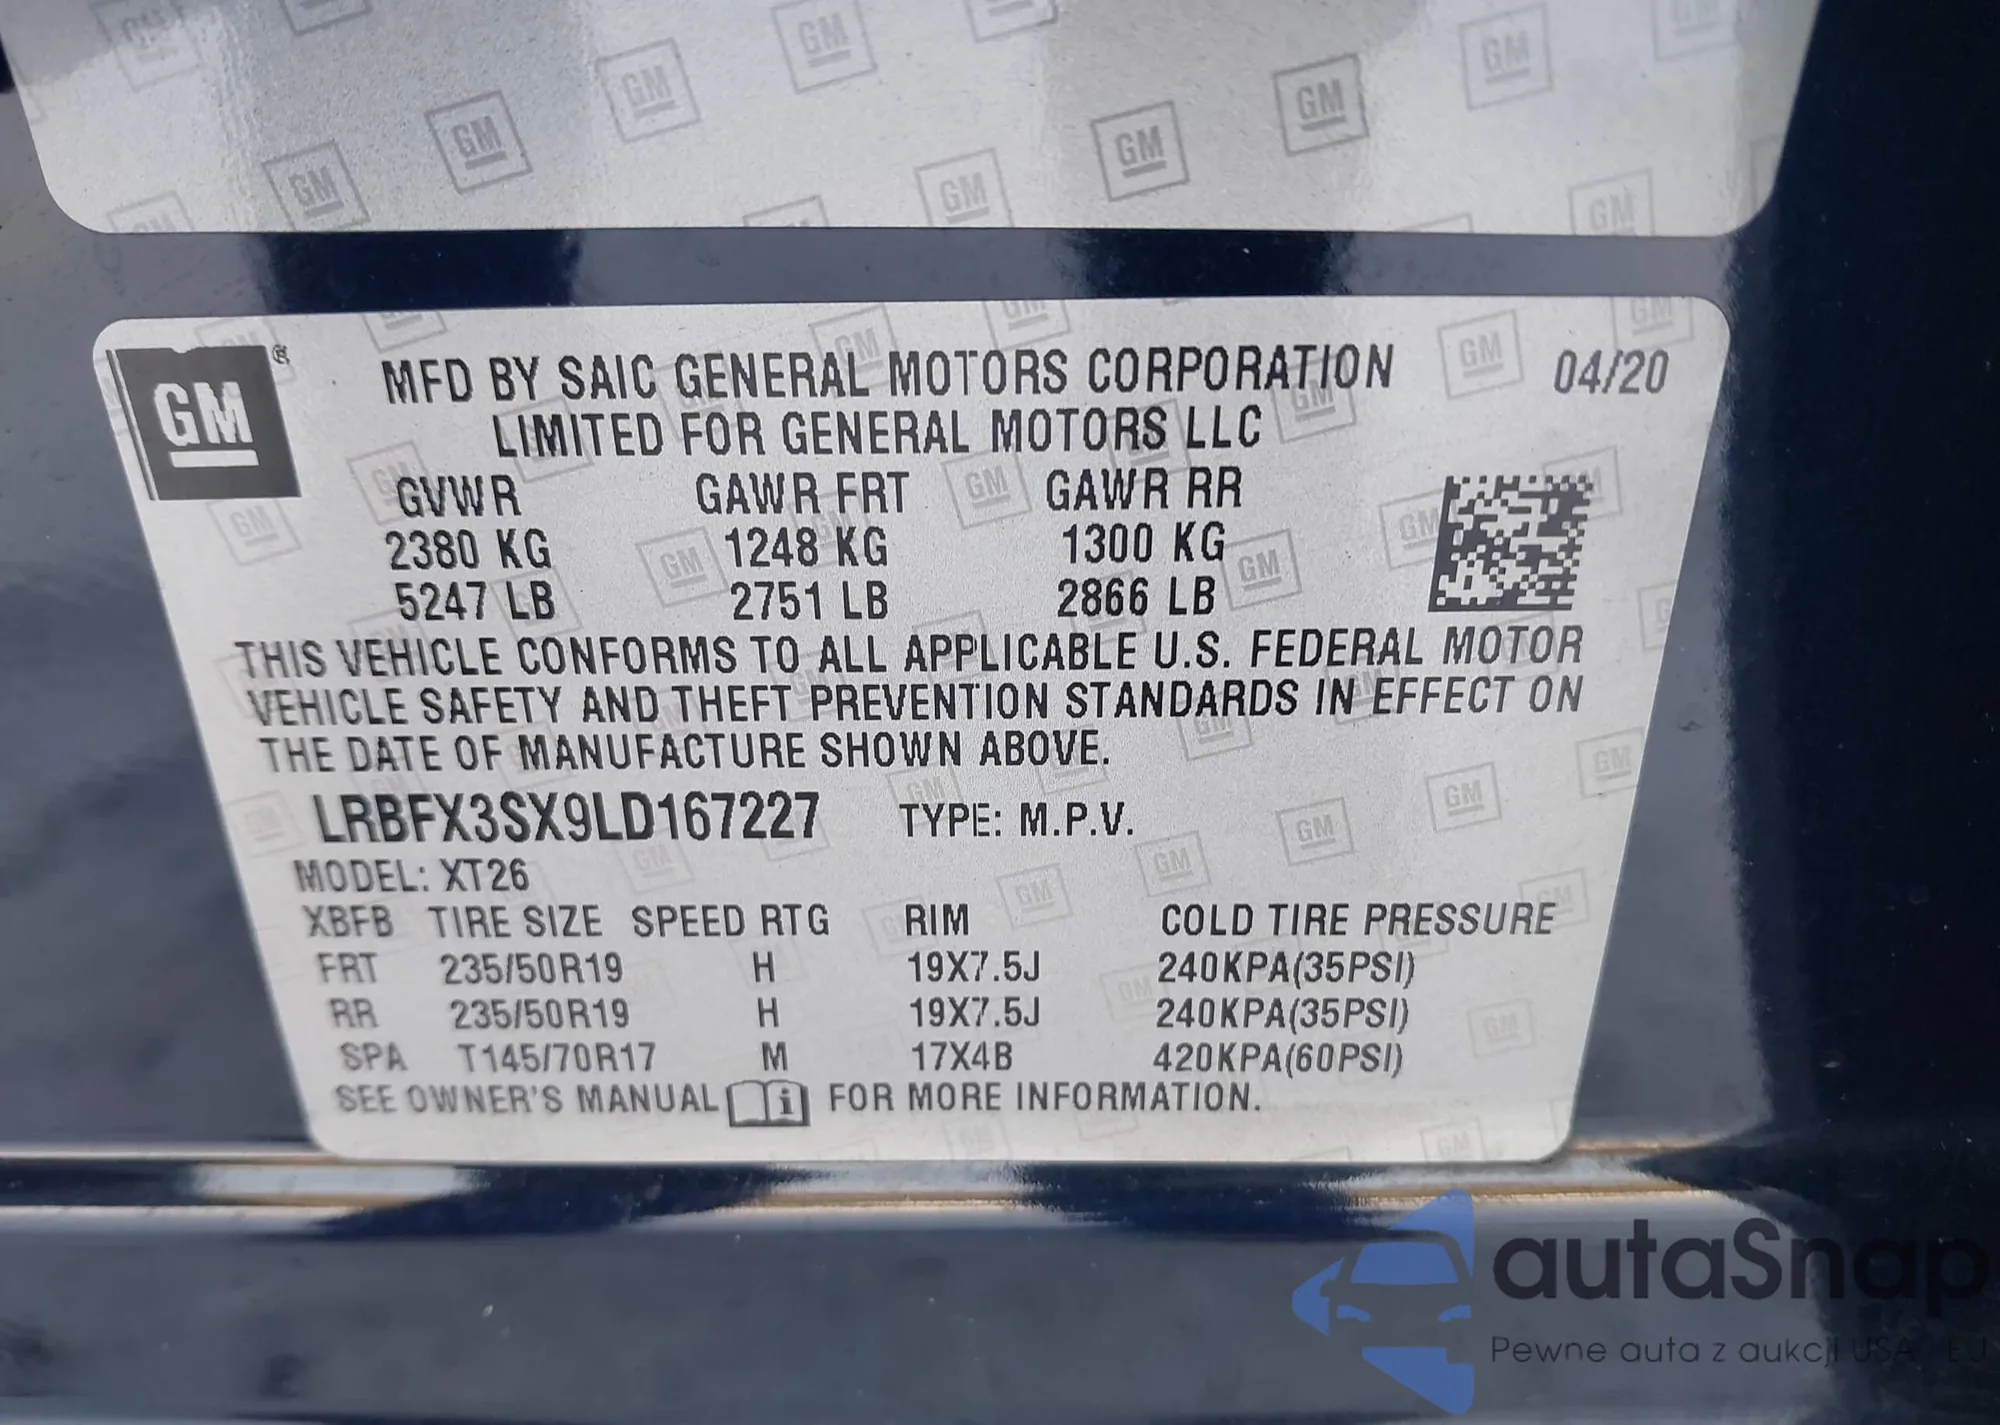 GM ®
MFD BY SAIC GENERAL MOTORS CORPORATION 04/20
LIMITED FOR GENERAL MOTORS LLC
GVWR GAWR FRT GAWR RR
2380 KG 1248 KG 1300 KG
5247 LB 2751 LB 2866 LB
THIS VEHICLE CONFORMS TO ALL APPLICABLE U.S. FEDERAL MOTOR
VEHICLE SAFETY AND THEFT PREVENTION STANDARDS IN EFFECT ON
THE DATE OF MANUFACTURE SHOWN ABOVE.
LRBFX3SX9LD167227 TYPE: M.P.V.
MODEL: XT26
XBFB TIRE SIZE SPEED RTG RIM COLD TIRE PRESSURE
FRT 235/50R19 H 19X7.5J 240KPA(35PSI)
RR 235/50R19 H 19X7.5J 240KPA(35PSI)
SPA T145/70R17 M 17X4B 420KPA(60PSI)
SEE OWNER'S MANUAL i FOR MORE INFORMATION.
autaSnap
Pewne auta z aukcji USA EU